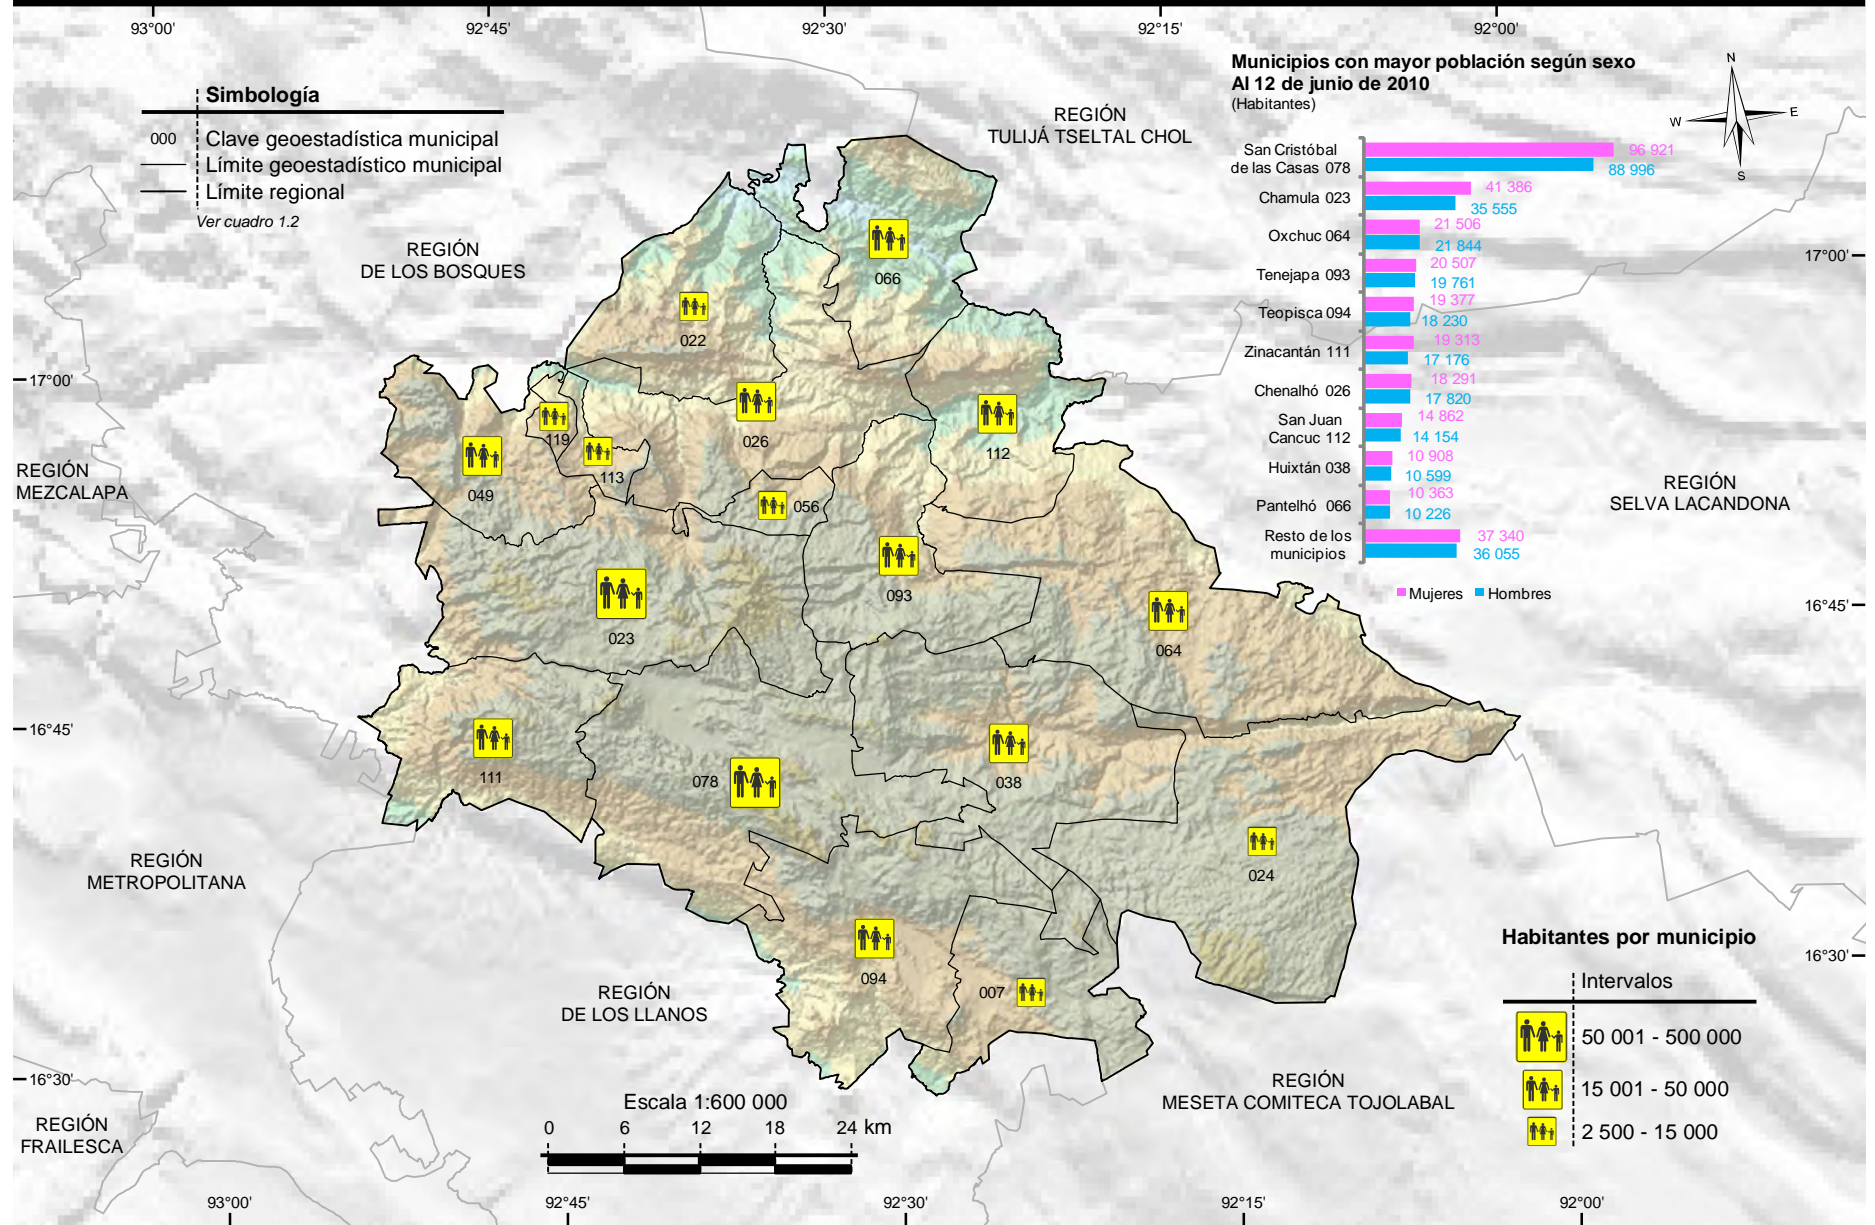 93°00'
92°45'
92°30'
92°15'
92°00'
Simbología
000 Clave geoestadística municipal
Límite geoestadístico municipal
Límite regional
Ver cuadro 1.2
Municipios con mayor población según sexo
Al 12 de junio de 2010
(Habitantes)
N
W
E
S
San Cristóbal
de las Casas 078
96 921
88 996
Chamula 023
41 386
35 555
Oxchuc 064
21 506
21 844
Tenejapa 093
20 507
19 761
Teopisca 094
19 377
18 230
Zinacantán 111
19 313
17 176
Chenalhó 026
18 291
17 820
San Juan
Cancuc 112
14 862
14 154
Huixtán 038
10 908
10 599
Pantelhó 066
10 363
10 226
Resto de los
municipios
37 340
36 055
Mujeres
Hombres
REGIÓN
TULIJÁ TSELTAL CHOL
REGIÓN
DE LOS BOSQUES
REGIÓN
MEZCALAPA
REGIÓN
SELVA LACANDONA
REGIÓN
METROPOLITANA
REGIÓN
DE LOS LLANOS
REGIÓN
MESETA COMITECA TOJOLABAL
REGIÓN
FRAILESCA
066
022
026
119
113
049
112
056
093
023
064
111
078
038
024
094
007
17°00'
16°45'
16°30'
17°00'
16°45'
16°30'
Habitantes por municipio
Intervalos
50 001 - 500 000
15 001 - 50 000
2 500 - 15 000
Escala 1:600 000
0 6 12 18 24 km
93°00'
92°45'
92°30'
92°15'
92°00'